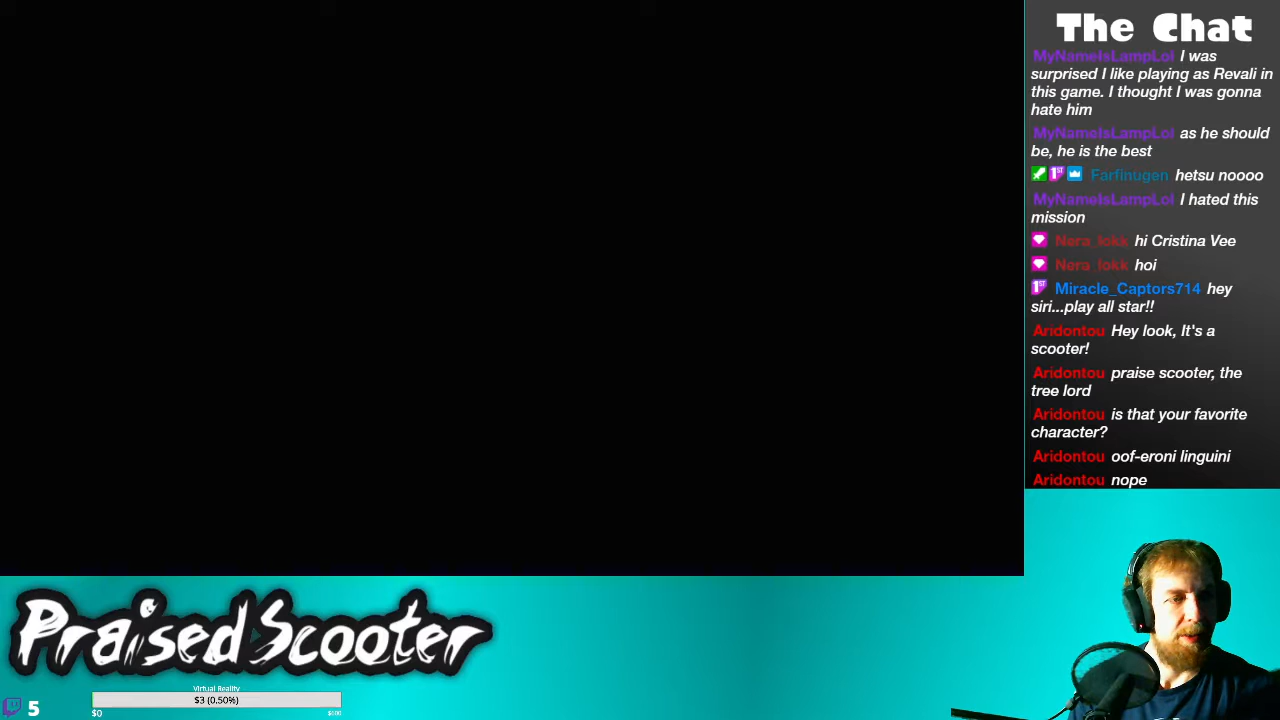 The Chat
MyNameIsLampLol I was
surprised I like playing as Revali in
this game. I thought I was gonna
hate him
MyNameIsLampLol as he should
be, he is the best
1ST Farfinugen hetsu noooo
MyNameIsLampLol I hated this
mission
Nera_lokk hi Cristina Vee
Nera_lokk hoi
1ST Miracle_Captors714 hey
siri...play all star!!
Aridontou Hey look, It's a
scooter!
Aridontou praise scooter, the
tree lord
Aridontou is that your favorite
character?
Aridontou oof-eroni linguini
Aridontou nope
PraisedScooter
Virtual Reality
$3 (0.50%)
5
$0